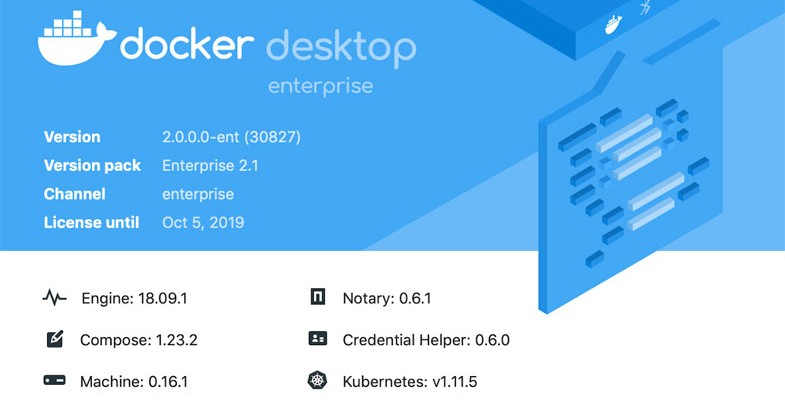 docker desktop
enterprise
Version 2.0.0.0-ent (30827)
Version pack Enterprise 2.1
Channel enterprise
License until Oct 5, 2019
Engine: 18.09.1 Notary: 0.6.1
Compose: 1.23.2 Credential Helper: 0.6.0
Machine: 0.16.1 Kubernetes: v1.11.5